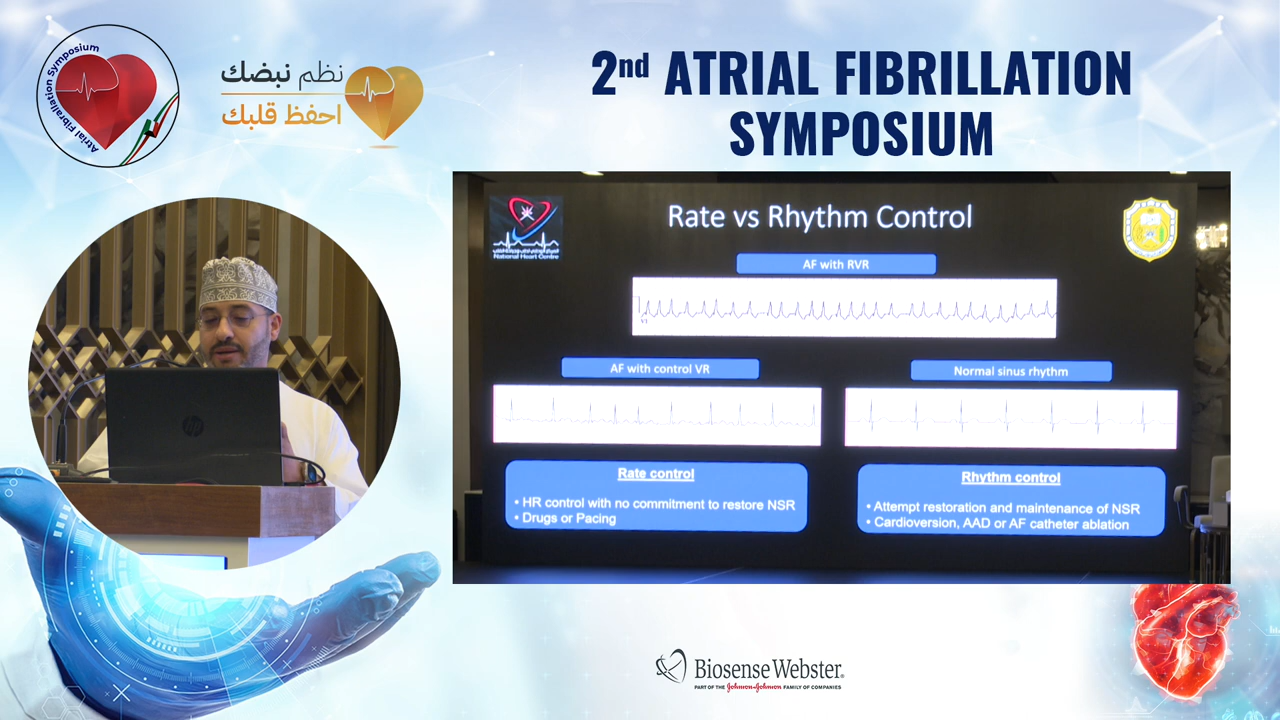 Atrial Fibrallation Symposium
نظم نبضك
احفظ قلبك
2nd ATRIAL FIBRILLATION
SYMPOSIUM
National Heart Centre
Rate vs Rhythm Control
AF with RVR
V1
AF with control VR
Normal sinus rhythm
Rate control
• HR control with no commitment to restore NSR
• Drugs or Pacing
Rhythm control
• Attempt restoration and maintenance of NSR
• Cardioversion, AAD or AF catheter ablation
hp
Biosense Webster®
PART OF THE Johnson & Johnson FAMILY OF COMPANIES